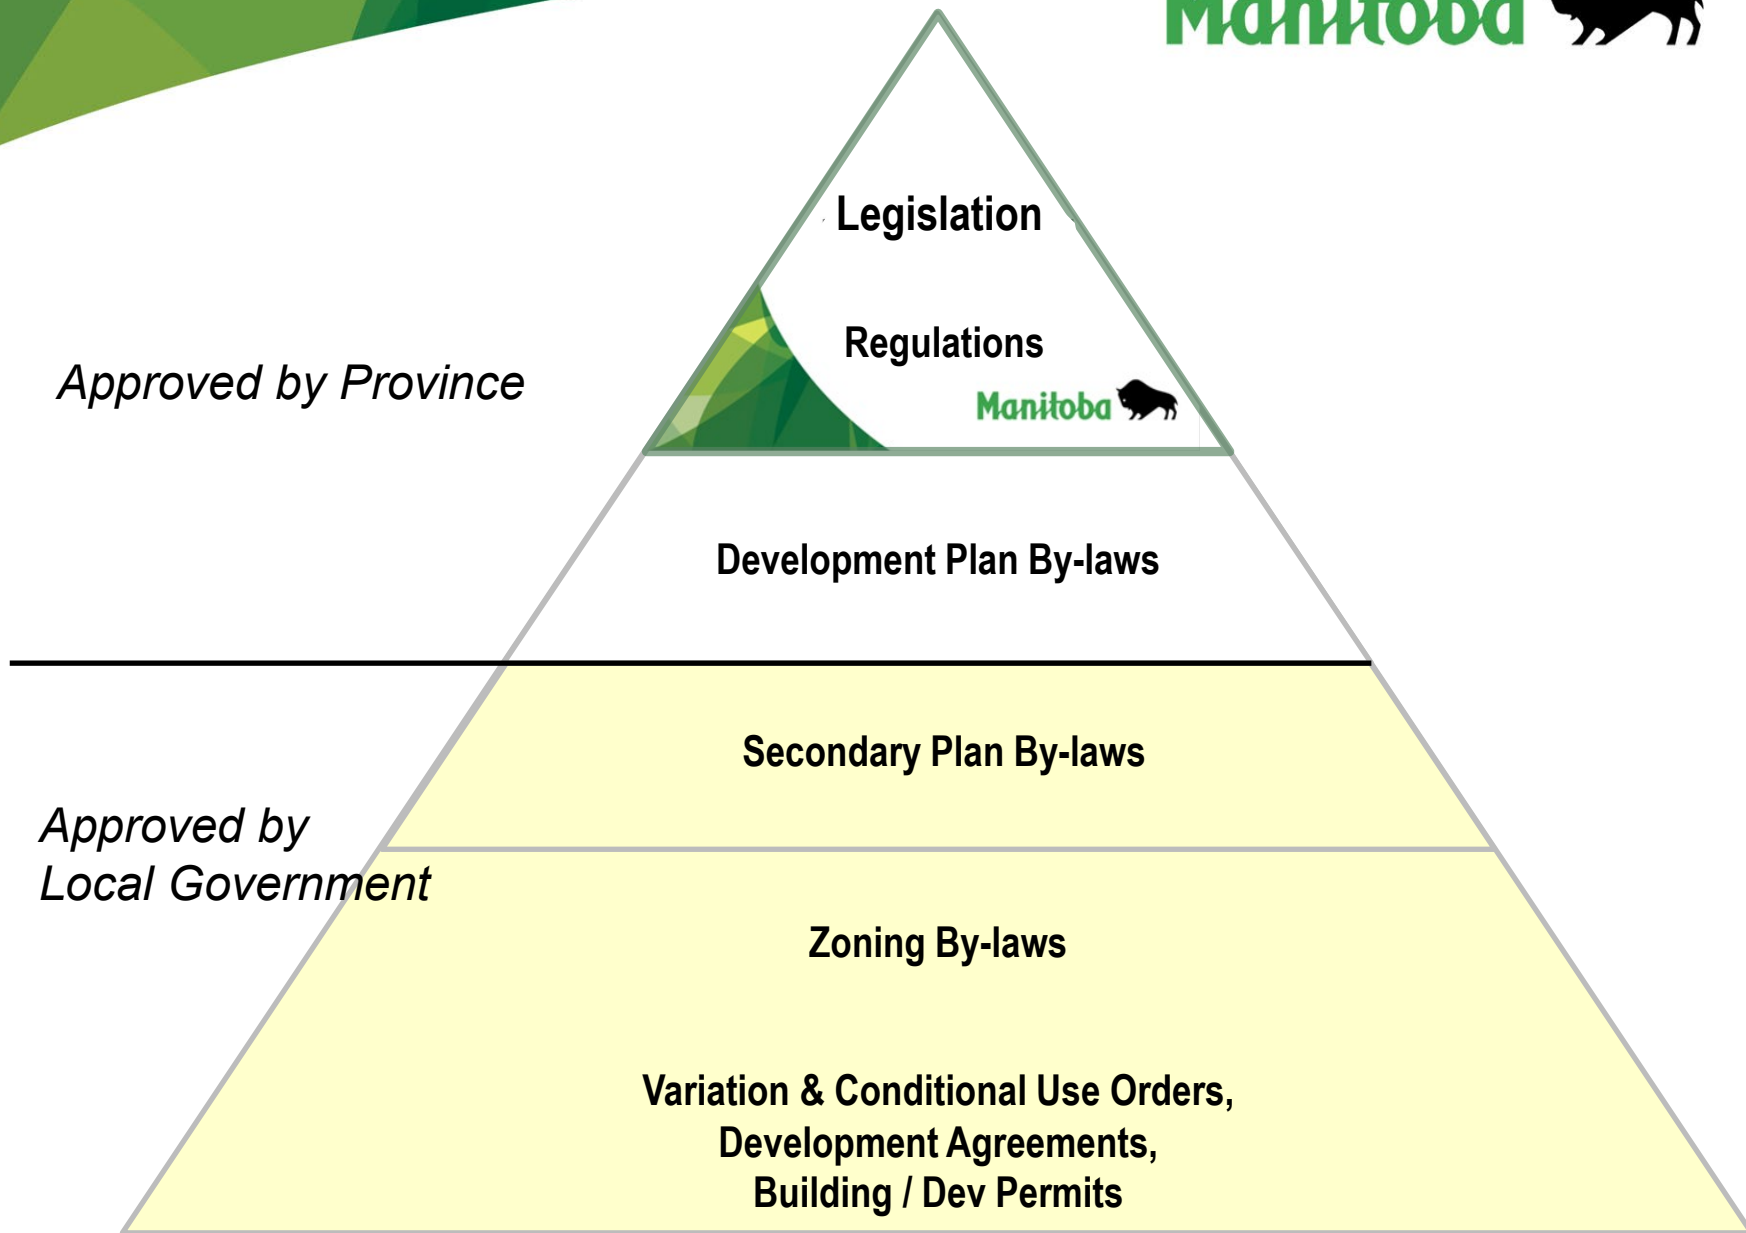 Manitoba
Legislation
Regulations
Manitoba
Approved by Province
Development Plan By-laws
Secondary Plan By-laws
Approved by
Local Government
Zoning By-laws
Variation & Conditional Use Orders,
Development Agreements,
Building / Dev Permits